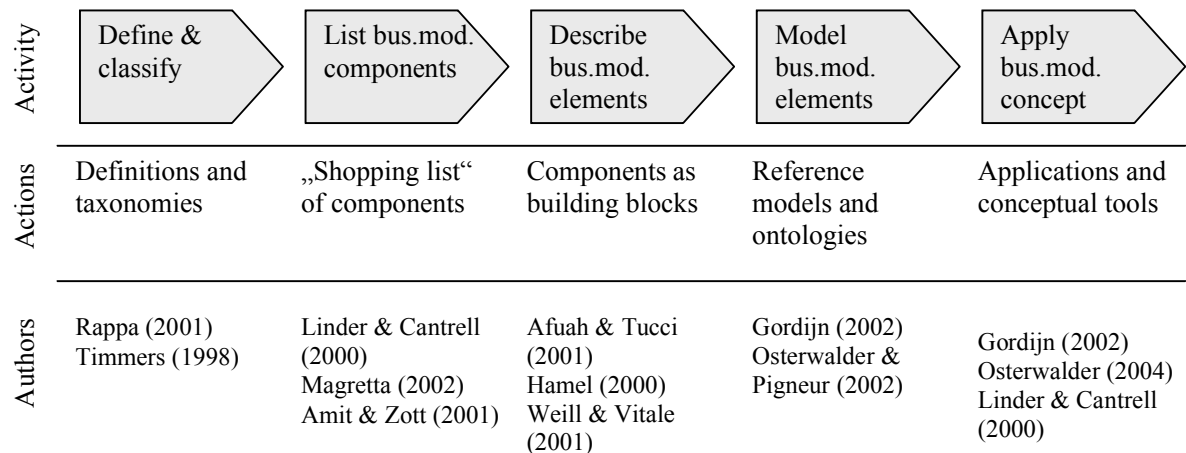 Activity
Define &
classify
List bus.mod.
components
Describe
bus.mod.
elements
Model
bus.mod.
elements
Apply
bus.mod.
concept
Actions
Definitions and
taxonomies
„Shopping list“
of components
Components as
building blocks
Reference
models and
ontologies
Applications and
conceptual tools
Authors
Rappa (2001)
Timmers (1998)
Linder & Cantrell
(2000)
Magretta (2002)
Amit & Zott (2001)
Afuah & Tucci
(2001)
Hamel (2000)
Weill & Vitale
(2001)
Gordijn (2002)
Osterwalder &
Pigneur (2002)
Gordijn (2002)
Osterwalder (2004)
Linder & Cantrell
(2000)